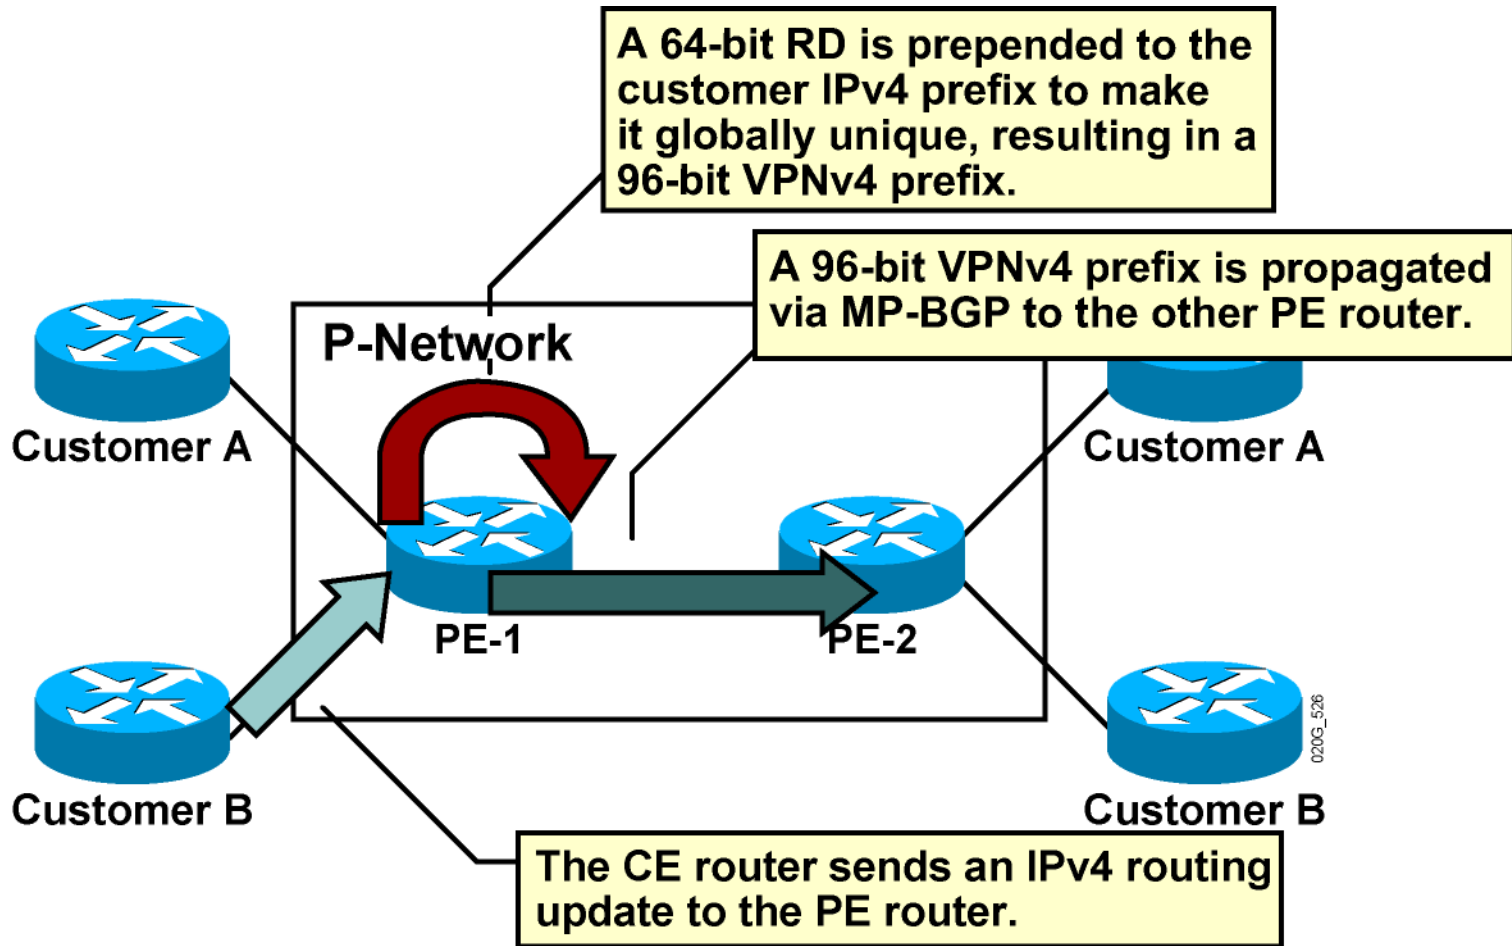 A 64-bit RD is prepended to the
customer IPv4 prefix to make
it globally unique, resulting in a
96-bit VPNv4 prefix.
A 96-bit VPNv4 prefix is propagated
via MP-BGP to the other PE router.
P-Network
Customer A
Customer A
PE-1
PE-2
020G_526
Customer B
Customer B
The CE router sends an IPv4 routing
update to the PE router.